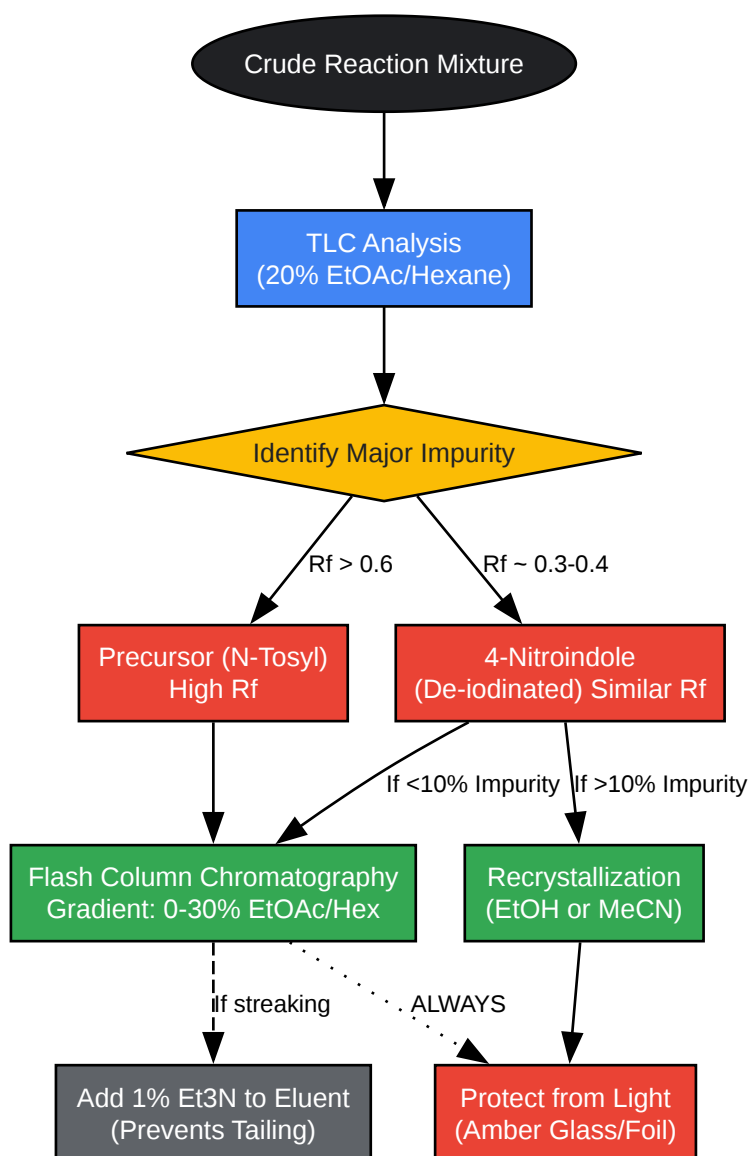 Crude Reaction Mixture
TLC Analysis
(20% EtOAc/Hexane)
Identify Major Impurity
Rf > 0.6
Rf ~ 0.3-0.4
Precursor (N-Tosyl)
High Rf
4-Nitroindole
(De-iodinated) Similar Rf
If <10% Impurity
If >10% Impurity
Flash Column Chromatography
Gradient: 0-30% EtOAc/Hex
Recrystallization
(EtOH or MeCN)
If streaking
ALWAYS
Add 1% Et3N to Eluent
(Prevents Tailing)
Protect from Light
(Amber Glass/Foil)